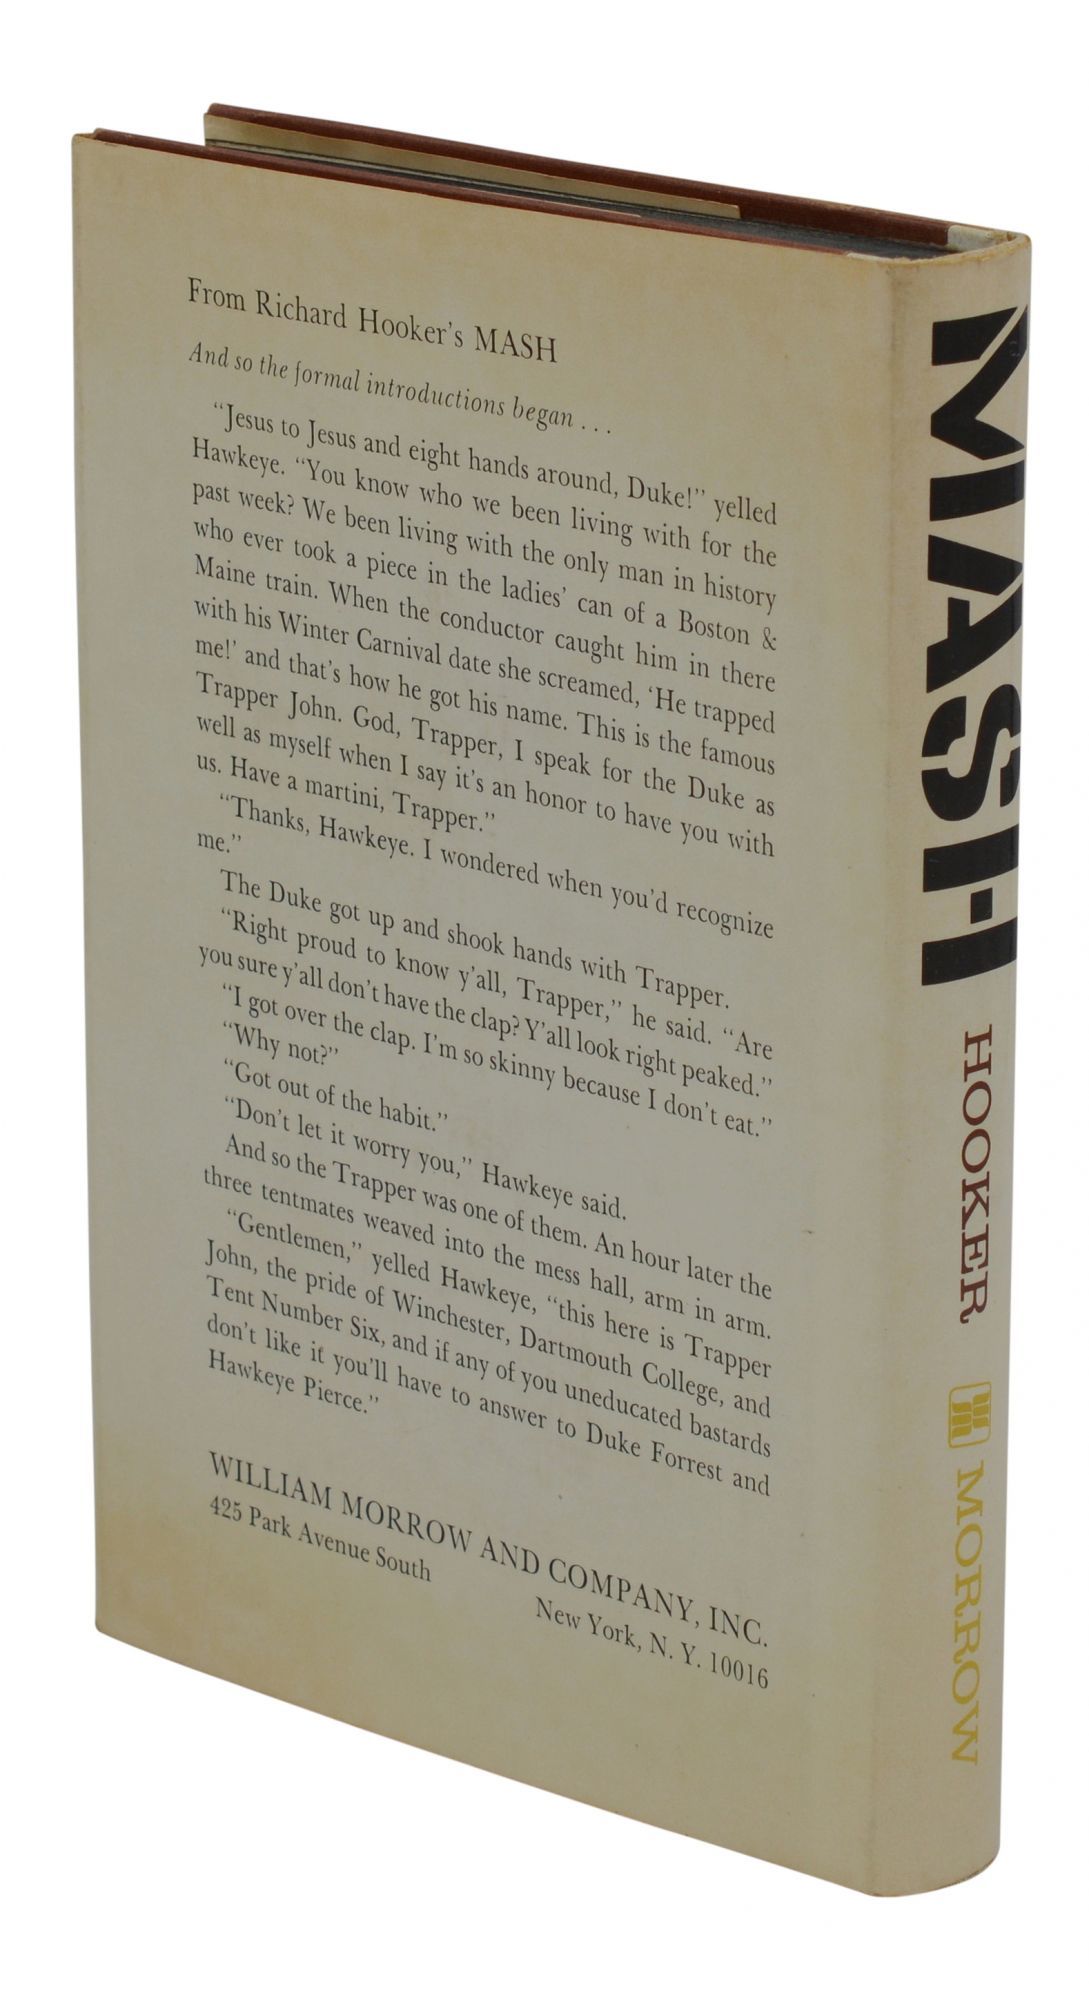 From Richard Hooker's MASH
And so the formal introductions began . . .
"Jesus to Jesus and eight hands around, Duke!" yelled
Hawkeye. "You know who we been living with for the
past week? We been living with the only man in history
who ever took a piece in the ladies' can of a Boston &
Maine train. When the conductor caught him in there
with his Winter Carnival date she screamed, 'He trapped
me!' and that's how he got his name. This is the famous
Trapper John. God, Trapper, I speak for the Duke as
well as myself when I say it's an honor to have you with
us. Have a martini, Trapper."
"Thanks, Hawkeye. I wondered when you'd recognize
me."
The Duke got up and shook hands with Trapper.
"Right proud to know y'all, Trapper," he said. "Are
you sure y'all don't have the clap? Y'all look right peaked."
"I got over the clap. I'm so skinny because I don't eat."
"Why not?"
"Got out of the habit."
"Don't let it worry you," Hawkeye said.
And so the Trapper was one of them. An hour later the
three tentmates weaved into the mess hall, arm in arm.
"Gentlemen," yelled Hawkeye, "this here is Trapper
John, the pride of Winchester, Dartmouth College, and
Tent Number Six, and if any of you uneducated bastards
don't like it you'll have to answer to Duke Forrest and
Hawkeye Pierce."
WILLIAM MORROW AND COMPANY, INC.
425 Park Avenue South
New York, N. Y. 10016
MASH
HOOKER
MORROW